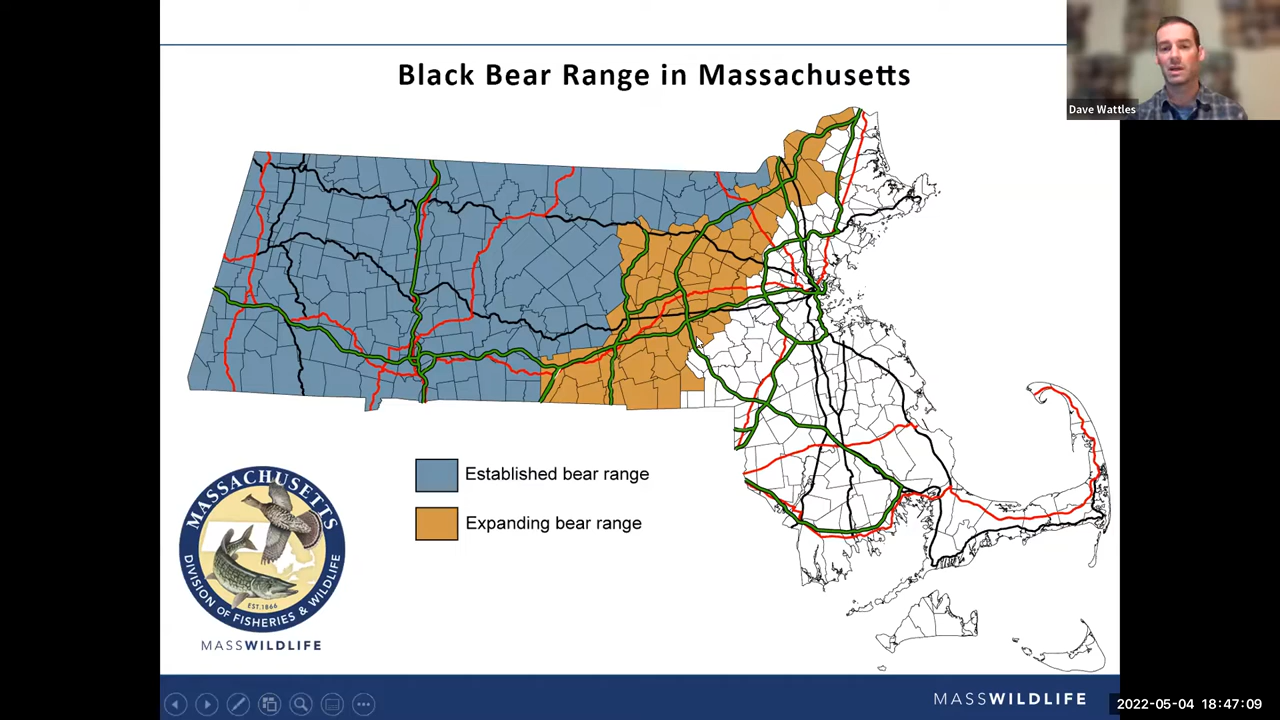 Black Bear Range in Massachusetts
Dave Wattles
Established bear range
Expanding bear range
MASSACHUSETTS
DIVISION OF FISHERIES & WILDLIFE
EST.1866
MASSWILDLIFE
MASSWILDLIFE
2022-05-04 18:47:09